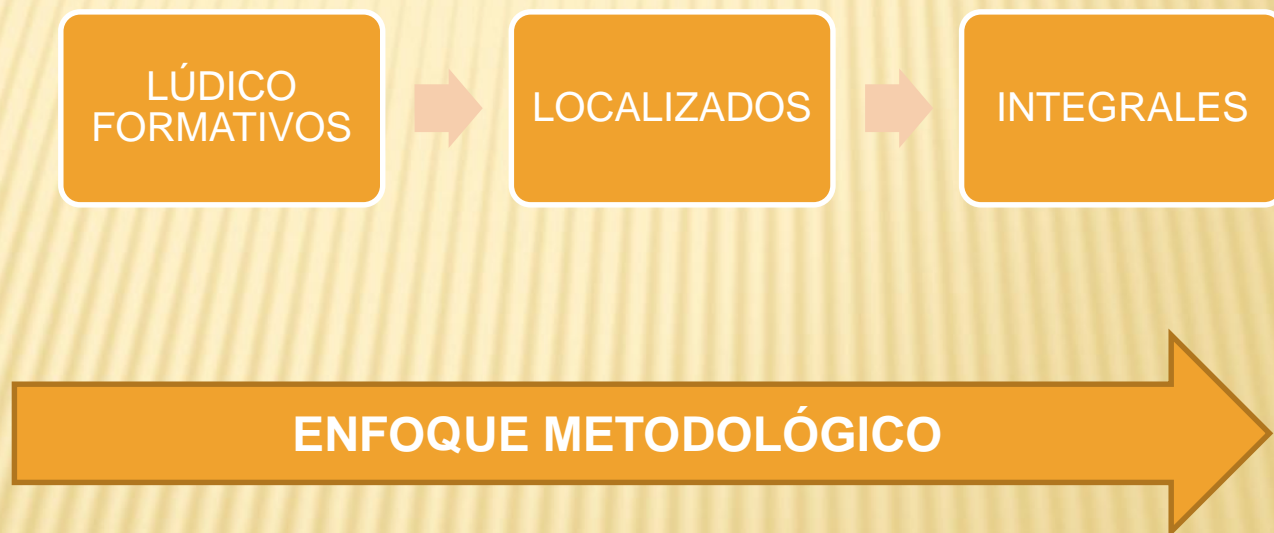 LÚDICO
FORMATIVOS
LOCALIZADOS
INTEGRALES
ENFOQUE METODOLÓGICO